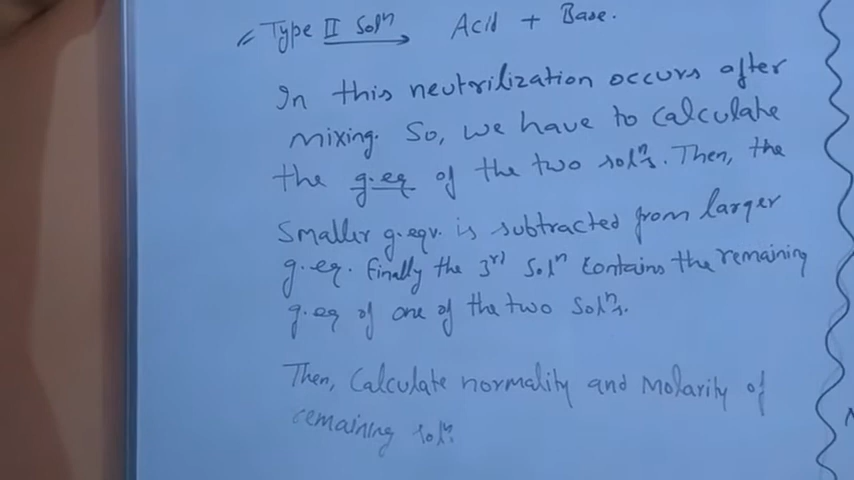 Type II Solⁿ → Acid + Base.
In this neutrilization occurs after
mixing. So, we have to calculate
the g.eq of the two solⁿs. Then, the
Smaller g.eqv. is subtracted from larger
g.eq. Finally the 3rd Solⁿ contains the remaining
g.eq of one of the two Solⁿs.
Then, Calculate normality and Molarity of
remaining solⁿ.